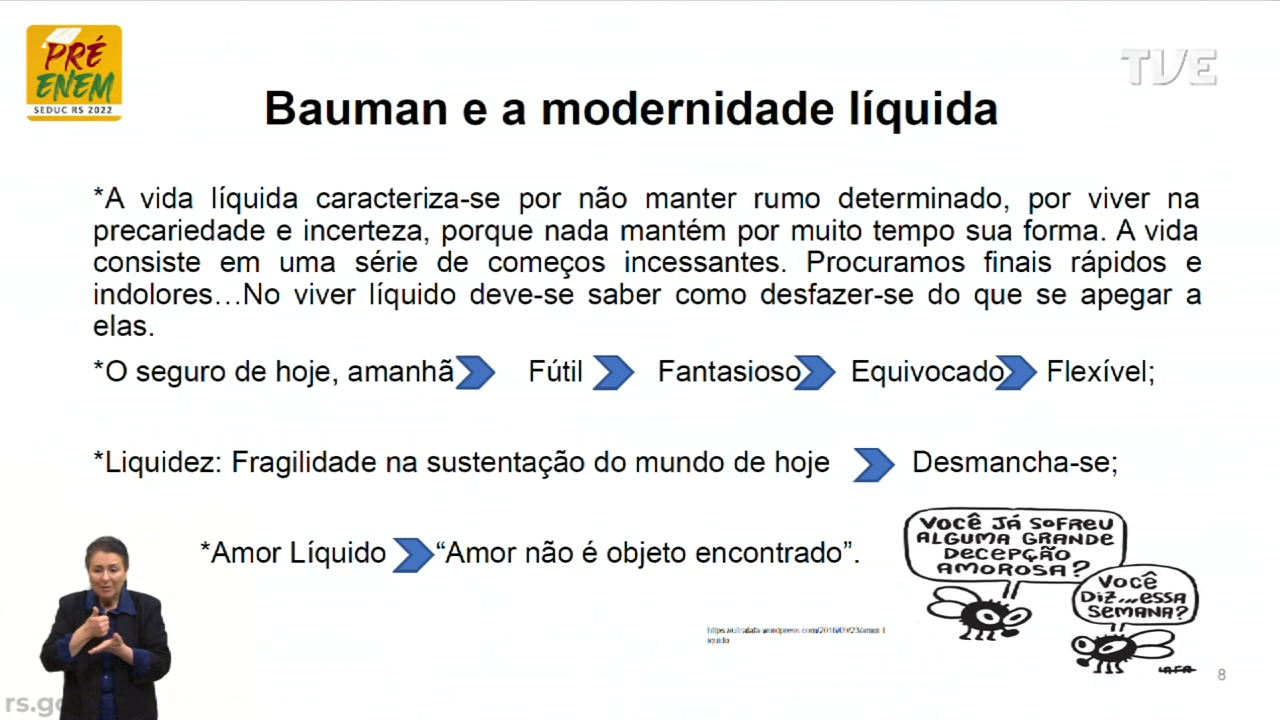 PRÉ
ENEM
SEDUC RS 2022
TVE
Bauman e a modernidade líquida
*A vida líquida caracteriza-se por não manter rumo determinado, por viver na
precariedade e incerteza, porque nada mantém por muito tempo sua forma. A vida
consiste em uma série de começos incessantes. Procuramos finais rápidos e
indolores…No viver líquido deve-se saber como desfazer-se do que se apegar a
elas.
*O seguro de hoje, amanhã Fútil Fantasioso Equivocado Flexível;
*Liquidez: Fragilidade na sustentação do mundo de hoje Desmancha-se;
*Amor Líquido “Amor não é objeto encontrado”.
VOCÊ JÁ SOFREU
ALGUMA GRANDE
DECEPÇÃO
AMOROSA?
VOCÊ
DIZ...ESSA
SEMANA?
LAFA
8